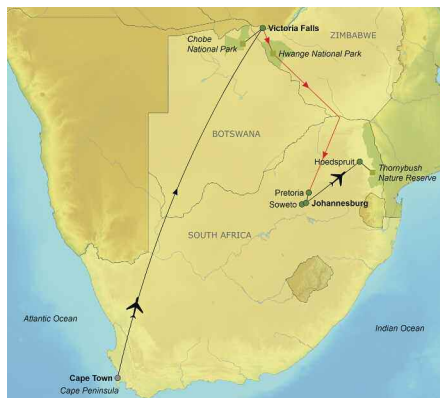 Victoria Falls
ZIMBABWE
Chobe
National Park
Hwange National Park
BOTSWANA
Hoedspruit
Thornybush
Nature Reserve
Pretoria
Soweto
Johannesburg
SOUTH AFRICA
Atlantic Ocean
Indian Ocean
Cape Town
Cape Peninsula